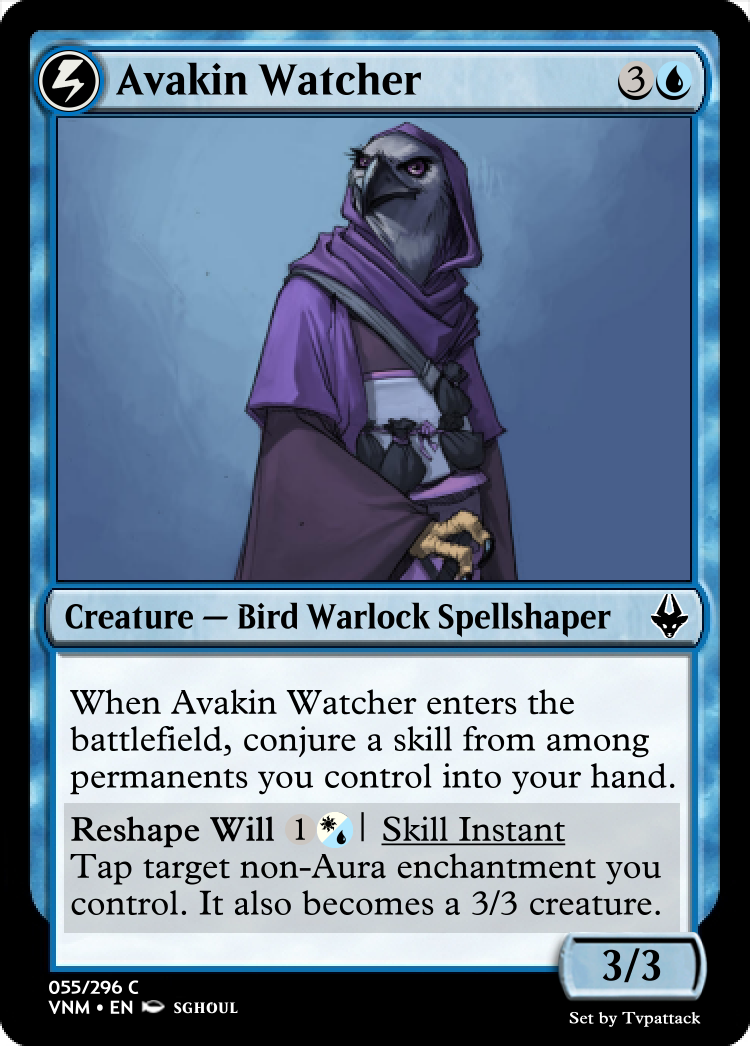 Avakin Watcher 3
Creature — Bird Warlock Spellshaper
When Avakin Watcher enters the
battlefield, conjure a skill from among
permanents you control into your hand.
Reshape Will 1 | Skill Instant
Tap target non-Aura enchantment you
control. It also becomes a 3/3 creature.
3/3
055/296 C
VNM • EN SGHOUL
Set by Tvpattack